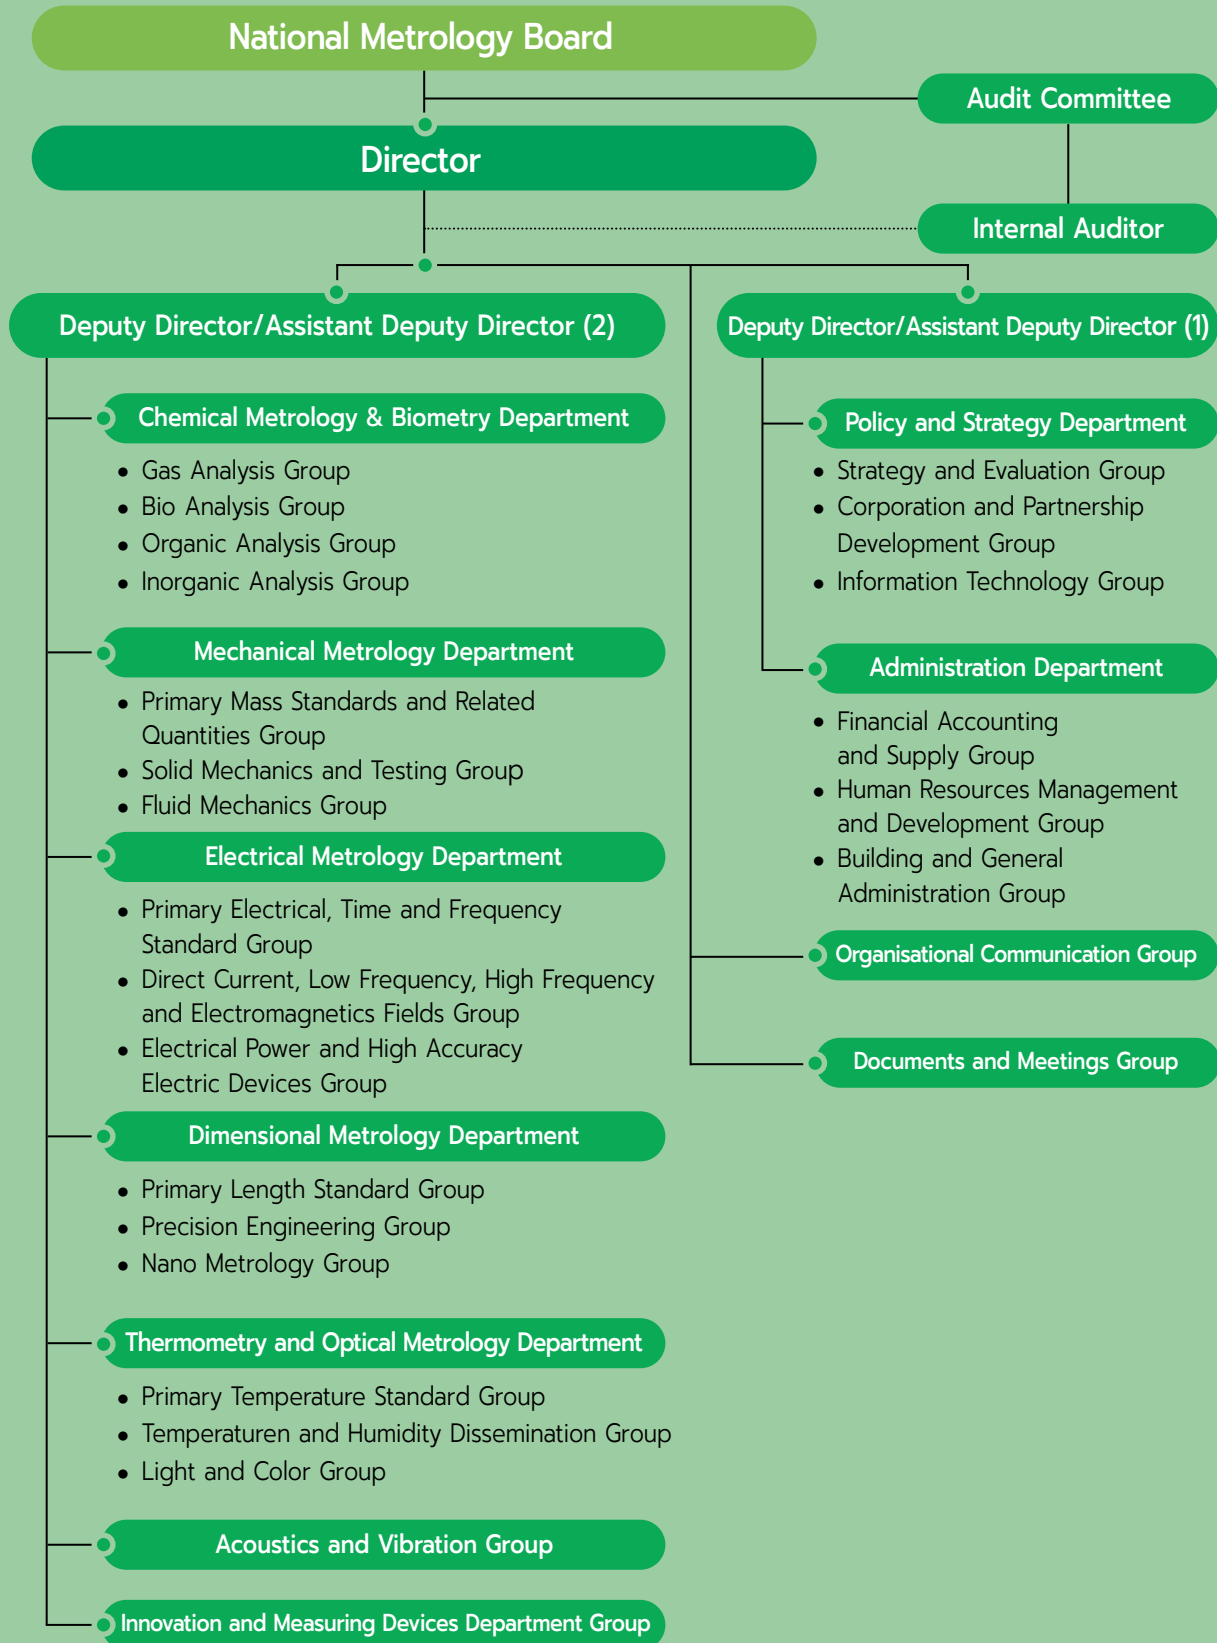 National Metrology Board
Audit Committee
Director
Internal Auditor
Deputy Director/Assistant Deputy Director (2)
Chemical Metrology & Biometry Department
• Gas Analysis Group
• Bio Analysis Group
• Organic Analysis Group
• Inorganic Analysis Group
Mechanical Metrology Department
• Primary Mass Standards and Related
Quantities Group
• Solid Mechanics and Testing Group
• Fluid Mechanics Group
Electrical Metrology Department
• Primary Electrical, Time and Frequency
Standard Group
• Direct Current, Low Frequency, High Frequency
and Electromagnetics Fields Group
• Electrical Power and High Accuracy
Electric Devices Group
Dimensional Metrology Department
• Primary Length Standard Group
• Precision Engineering Group
• Nano Metrology Group
Thermometry and Optical Metrology Department
• Primary Temperature Standard Group
• Temperaturen and Humidity Dissemination Group
• Light and Color Group
Acoustics and Vibration Group
Innovation and Measuring Devices Department Group
Deputy Director/Assistant Deputy Director (1)
Policy and Strategy Department
• Strategy and Evaluation Group
• Corporation and Partnership
Development Group
• Information Technology Group
Administration Department
• Financial Accounting
and Supply Group
• Human Resources Management
and Development Group
• Building and General
Administration Group
Organisational Communication Group
Documents and Meetings Group